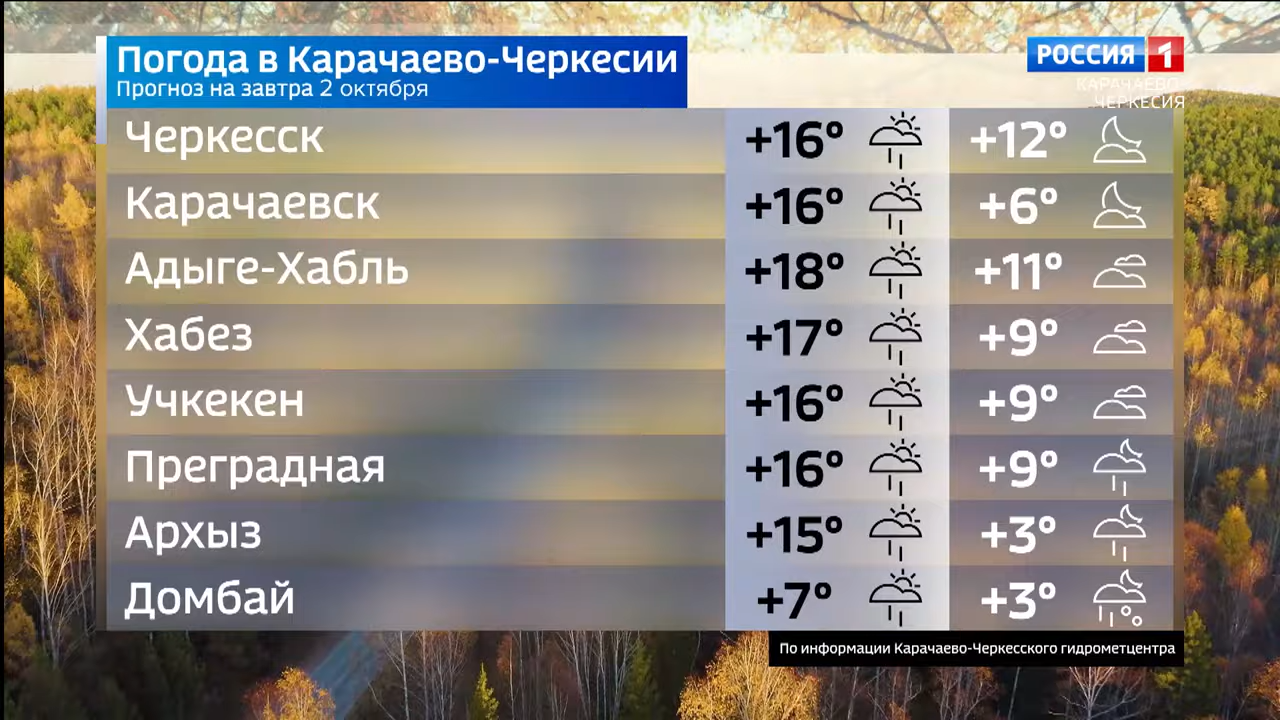 Погода в Карачаево-Черкесии
Прогноз на завтра 2 октября
РОССИЯ 1
КАРАЧАЕВО-
ЧЕРКЕСИЯ
Черкесск +16° +12°
Карачаевск +16° +6°
Адыге-Хабль +18° +11°
Хабез +17° +9°
Учкекен +16° +9°
Преградная +16° +9°
Архыз +15° +3°
Домбай +7° +3°
По информации Карачаево-Черкесского гидрометцентра